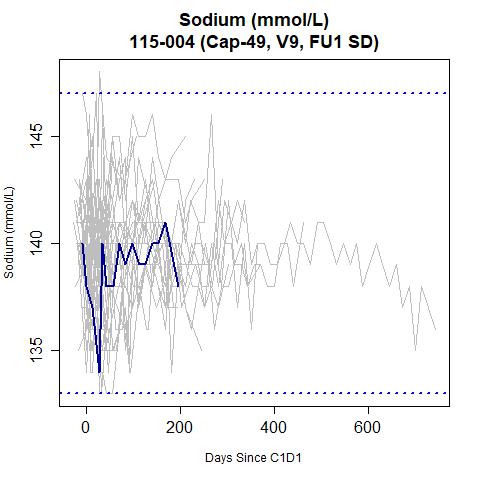 Sodium (mmol/L)
115-004 (Cap-49, V9, FU1 SD)
Sodium (mmol/L)
145
140
135
0 200 400 600
Days Since C1D1